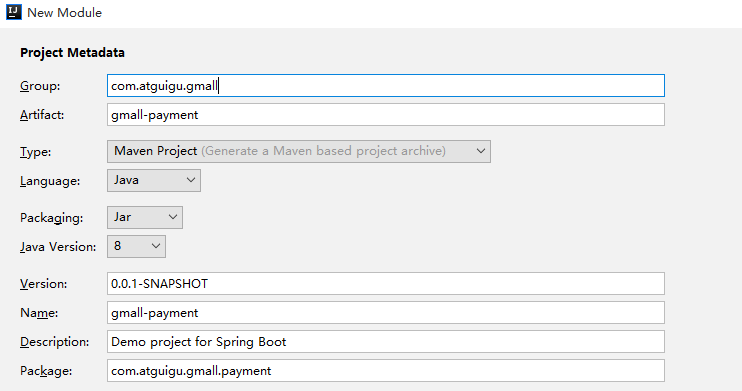 IJ New Module
Project Metadata
Group: com.atguigu.gmall
Artifact: gmall-payment
Type: Maven Project (Generate a Maven based project archive)
Language: Java
Packaging: Jar
Java Version: 8
Version: 0.0.1-SNAPSHOT
Name: gmall-payment
Description: Demo project for Spring Boot
Package: com.atguigu.gmall.payment